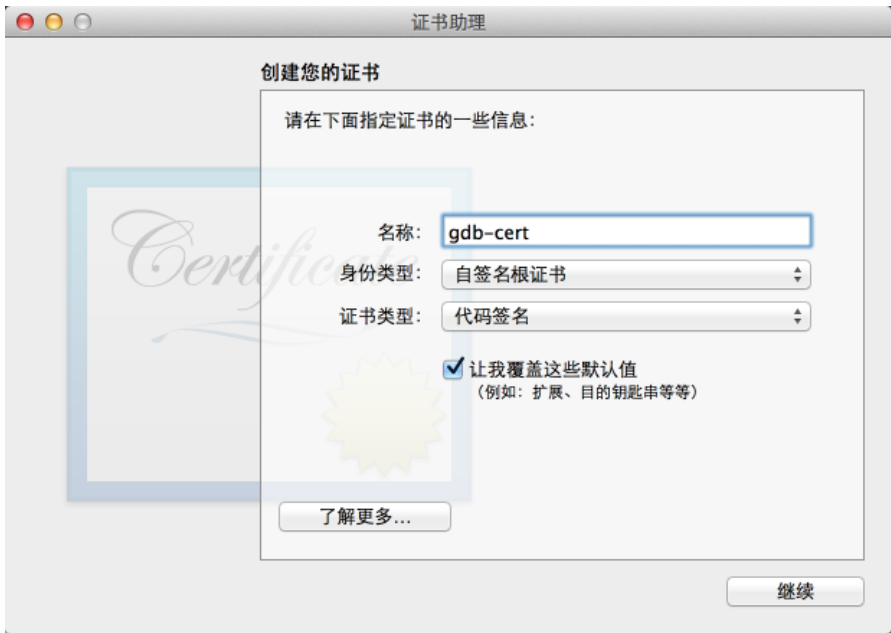 证书助理
创建您的证书
请在下面指定证书的一些信息：
Certificate
名称： gdb-cert
身份类型： 自签名根证书
证书类型： 代码签名
让我覆盖这些默认值
（例如：扩展、目的钥匙串等等）
了解更多...
继续